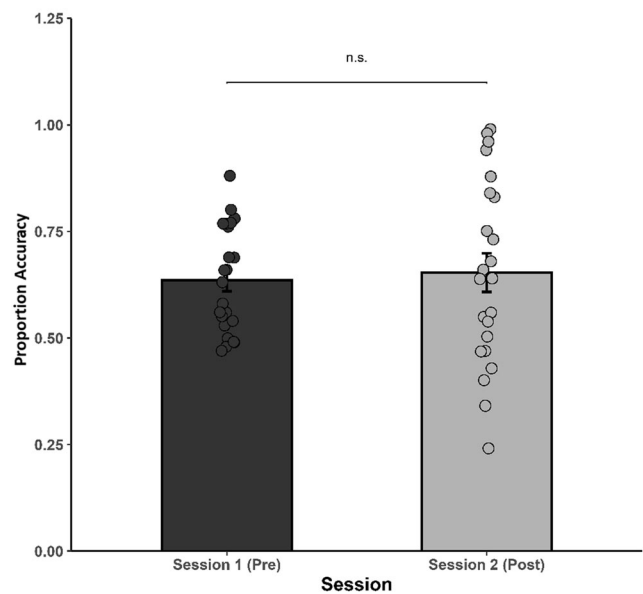 1.25
n.s.
1.00
0.75
0.50
0.25
0.00
Proportion Accuracy
Session 1 (Pre)
Session 2 (Post)
Session